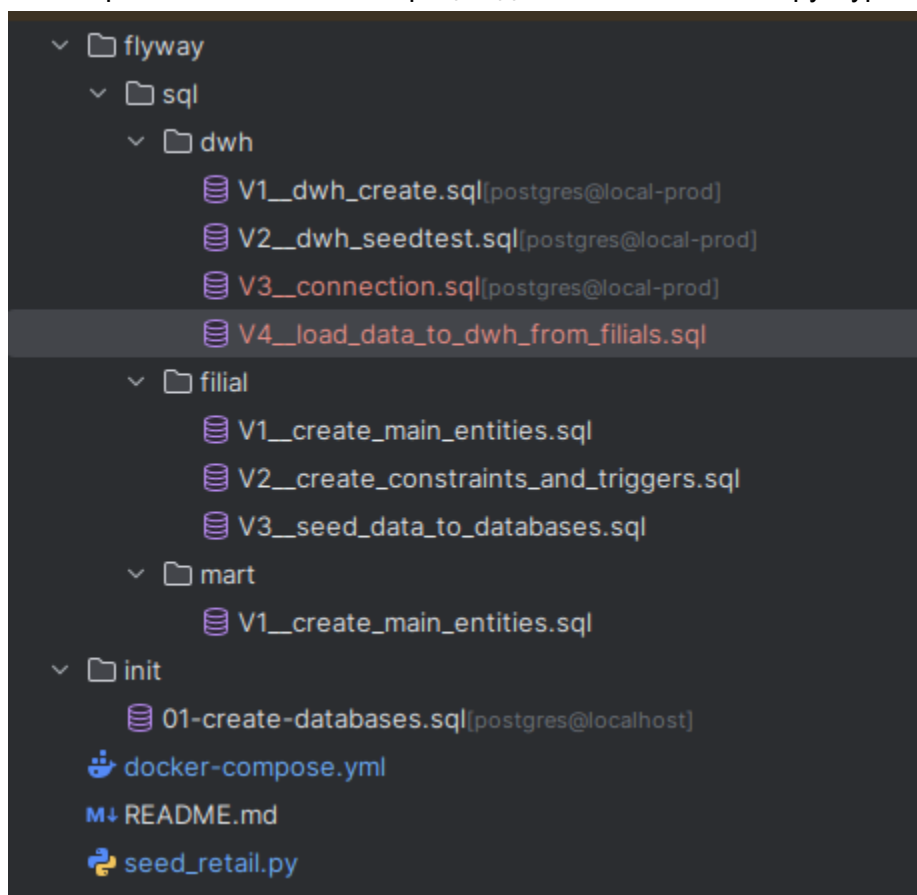 flyway
sql
dwh
V1__dwh_create.sql[postgres@local-prod]
V2__dwh_seedtest.sql[postgres@local-prod]
V3__connection.sql[postgres@local-prod]
V4__load_data_to_dwh_from_filials.sql
filial
V1__create_main_entities.sql
V2__create_constraints_and_triggers.sql
V3__seed_data_to_databases.sql
mart
V1__create_main_entities.sql
init
01-create-databases.sql[postgres@localhost]
docker-compose.yml
M↓ README.md
seed_retail.py